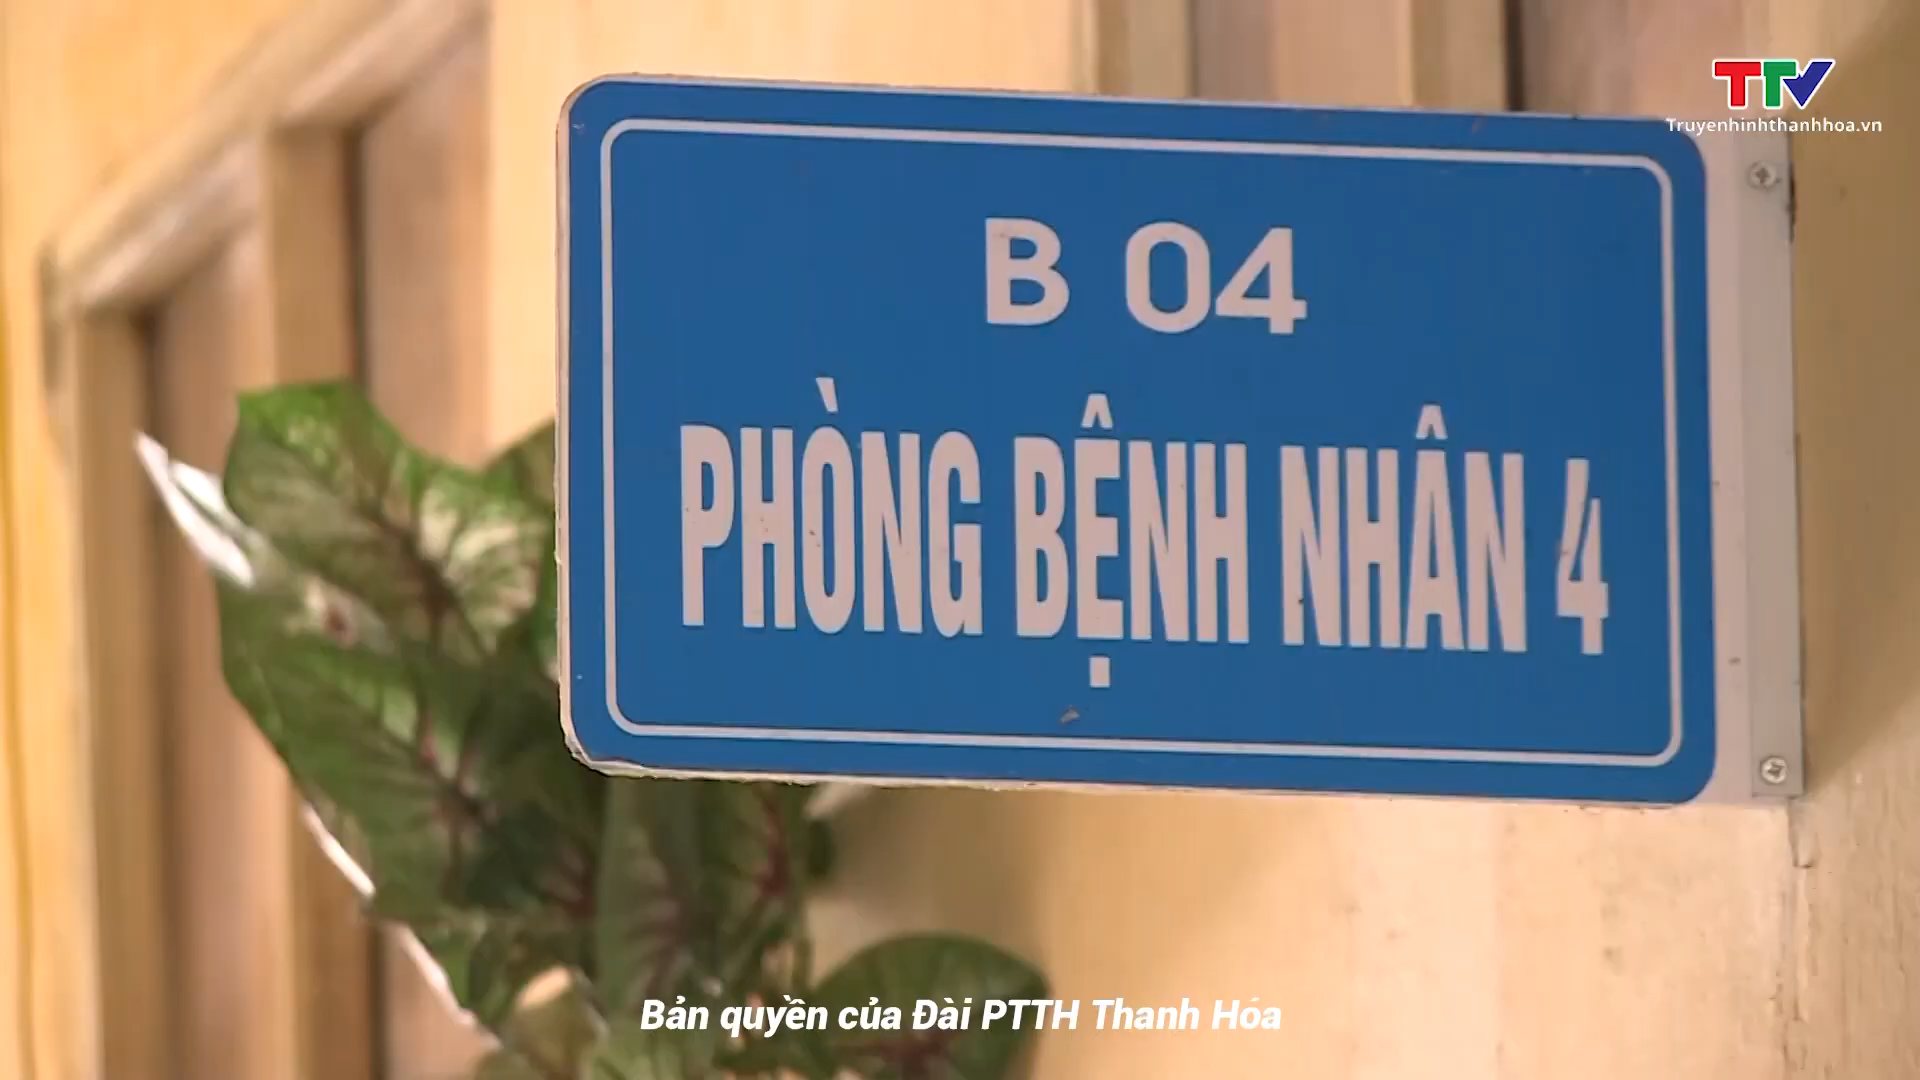 TTV
Truyenhinhthanhhoa.vn
B 04
PHÒNG BỆNH NHÂN 4
Bản quyền của Đài PTTH Thanh Hóa